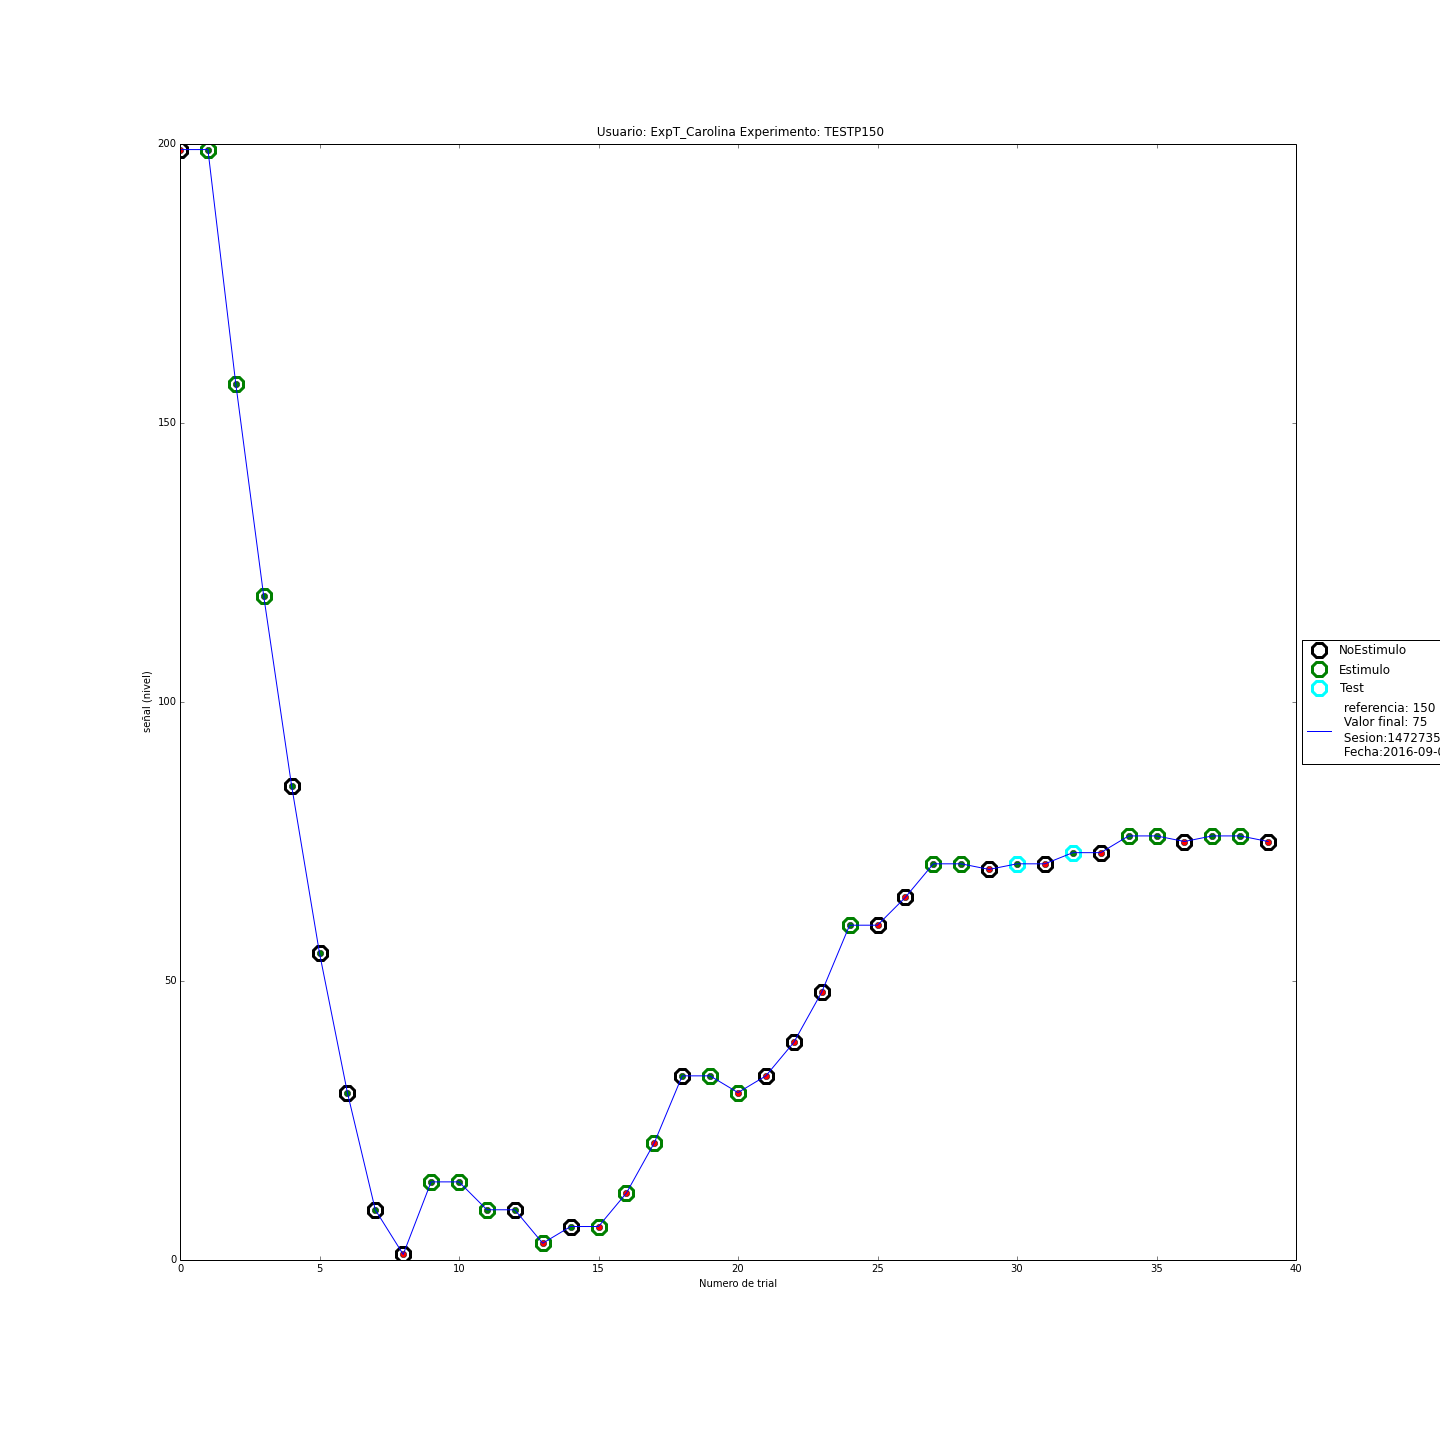 Usuario: ExpT_Carolina Experimento: TESTP150
200
150
100
50
0
señal (nivel)
0 5 10 15 20 25 30 35 40
Numero de trial
NoEstimulo
Estimulo
Test
referencia: 150
Valor final: 75
Sesion:1472735
Fecha:2016-09-0